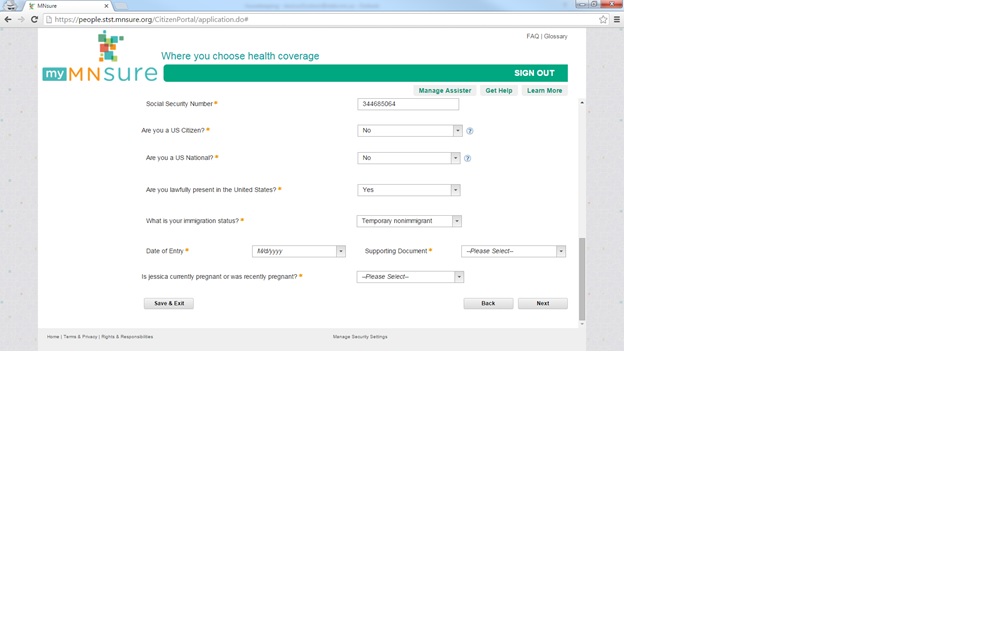 MNsure
https://people.stst.mnsure.org/CitizenPortal/application.do#
FAQ | Glossary
my MNsure
Where you choose health coverage
SIGN OUT
Manage Assister Get Help Learn More
Social Security Number* 344685064
Are you a US Citizen?* No
Are you a US National?* No
Are you lawfully present in the United States?* Yes
What is your immigration status?* Temporary nonimmigrant
Date of Entry* M/d/yyyy Supporting Document* --Please Select--
Is jessica currently pregnant or was recently pregnant?* --Please Select--
Save & Exit Back Next
Home | Terms & Privacy | Rights & Responsibilities Manage Security Settings